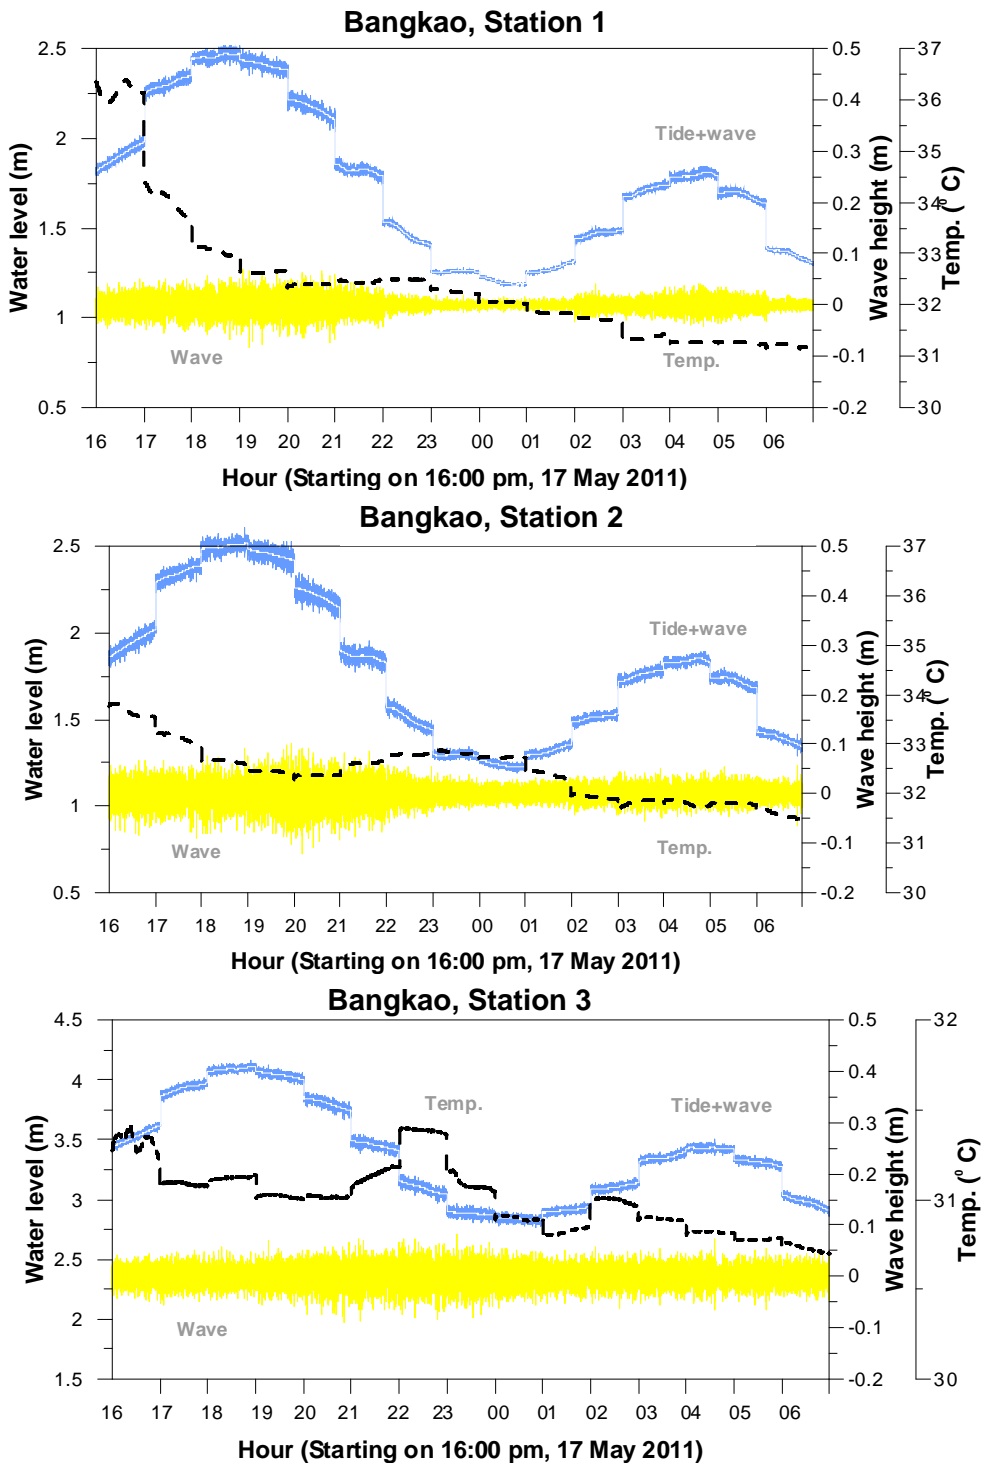 Bangkao, Station 1
2.5 0.5 37
0.4 36
2 Tide+wave
0.3 35
Water level (m) Wave height (m) Temp. (⁰ C)
1.5 0.2 34
0.1 33
1 0 32
Wave Temp. -0.1 31
0.5 -0.2 30
16 17 18 19 20 21 22 23 00 01 02 03 04 05 06
Hour (Starting on 16:00 pm, 17 May 2011)
Bangkao, Station 2
2.5 0.5 37
0.4 36
2 Tide+wave
0.3 35
Water level (m) Wave height (m) Temp. (⁰ C)
1.5 0.2 34
0.1 33
1 0 32
Wave Temp.
-0.1 31
0.5 -0.2 30
16 17 18 19 20 21 22 23 00 01 02 03 04 05 06
Hour (Starting on 16:00 pm, 17 May 2011)
Bangkao, Station 3
4.5 0.5 32
4 0.4
Temp. Tide+wave
3.5 0.3
Water level (m) Wave height (m) Temp. (⁰ C)
0.2
3 31
0.1
2.5 0
2 Wave -0.1
1.5 -0.2 30
16 17 18 19 20 21 22 23 00 01 02 03 04 05 06
Hour (Starting on 16:00 pm, 17 May 2011)